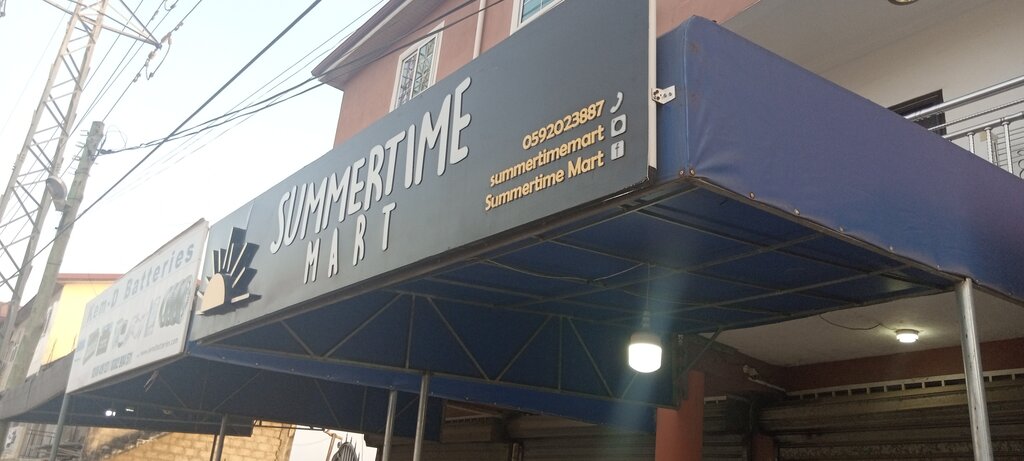 Kem-D Batteries
SUMMERTIME
MART
0592023887
summertimemart
Summertime Mart